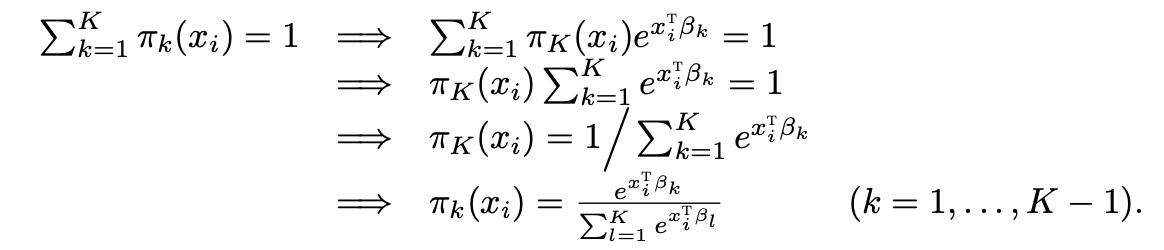 ∑_{k=1}^{K} π_k(x_i) = 1 ⟹ ∑_{k=1}^{K} π_K(x_i)e^{x_i^T β_k} = 1
⟹ π_K(x_i) ∑_{k=1}^{K} e^{x_i^T β_k} = 1
⟹ π_K(x_i) = 1 / ∑_{k=1}^{K} e^{x_i^T β_k}
⟹ π_k(x_i) = \frac{e^{x_i^T β_k}}{∑_{l=1}^{K} e^{x_i^T β_l}} (k = 1, . . . , K − 1).